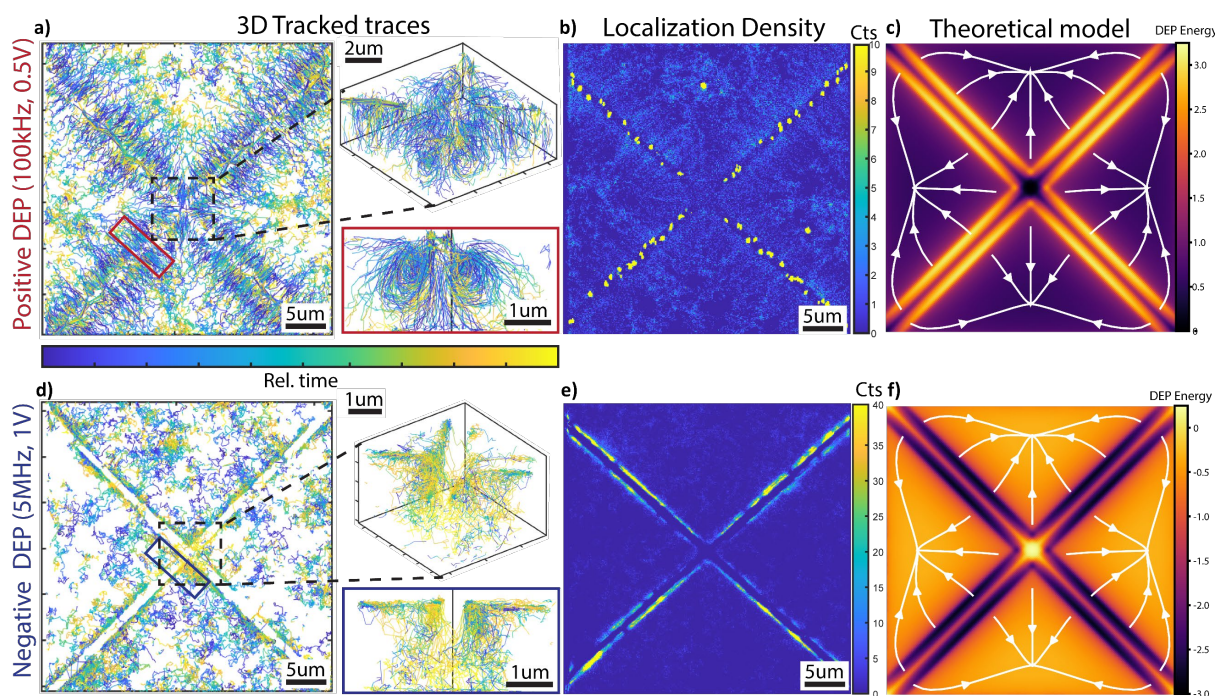 3D Tracked traces
Localization Density
Theoretical model
a)
2um
b)
Cts
c)
DEP Energy
Positive DEP (100kHz, 0.5V)
5um
1um
5um
10
9
8
7
6
5
4
3
2
1
0
3.0
2.5
2.0
1.5
1.0
0.5
0
Rel. time
d)
1um
e)
Cts
f)
DEP Energy
Negative DEP (5MHz, 1V)
5um
1um
5um
40
35
30
25
20
15
10
5
0
0
-0.5
-1.0
-1.5
-2.0
-2.5
-3.0